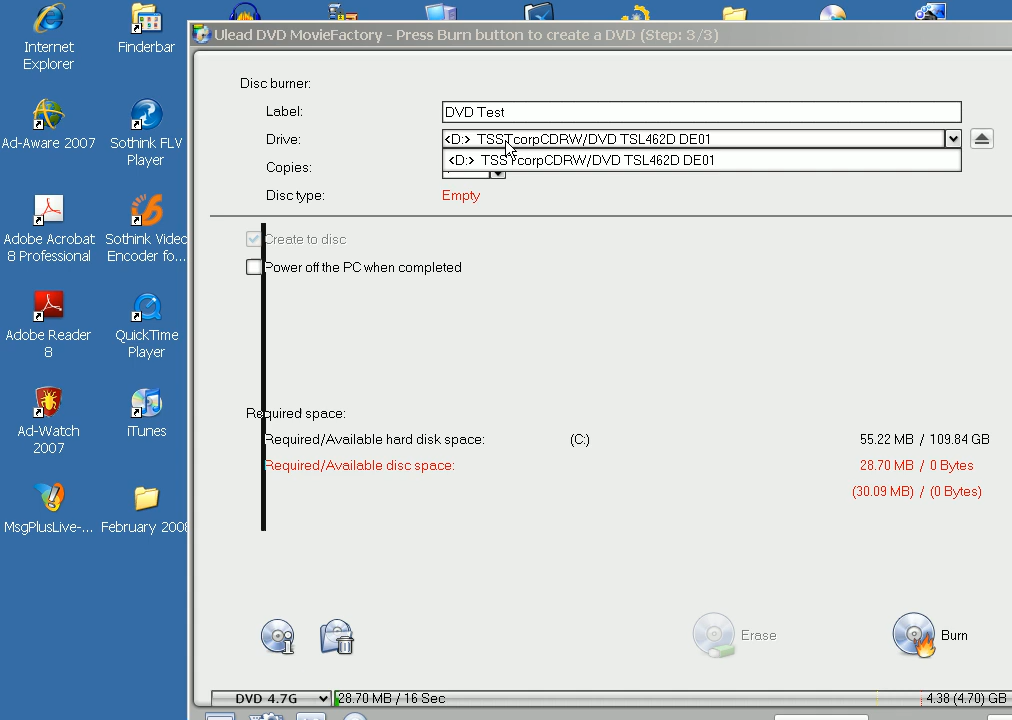 Internet
Explorer
Finderbar
Ad-Aware 2007
Sothink FLV
Player
Adobe Acrobat
8 Professional
Sothink Video
Encoder fo...
Adobe Reader
8
QuickTime
Player
Ad-Watch
2007
iTunes
MsgPlusLive-...
February 2008
Ulead DVD MovieFactory - Press Burn button to create a DVD (Step: 3/3)
Disc burner:
Label:
DVD Test
Drive:
<D:> TSSTcorpCDRW/DVD TSL462D DE01
<D:> TSSTcorpCDRW/DVD TSL462D DE01
Copies:
Disc type:
Empty
Create to disc
Power off the PC when completed
Required space:
Required/Available hard disk space:
(C:)
55.22 MB / 109.84 GB
Required/Available disc space:
28.70 MB / 0 Bytes
(30.09 MB) / (0 Bytes)
Erase
Burn
DVD 4.7G
28.70 MB / 16 Sec
4.38 (4.70) GB